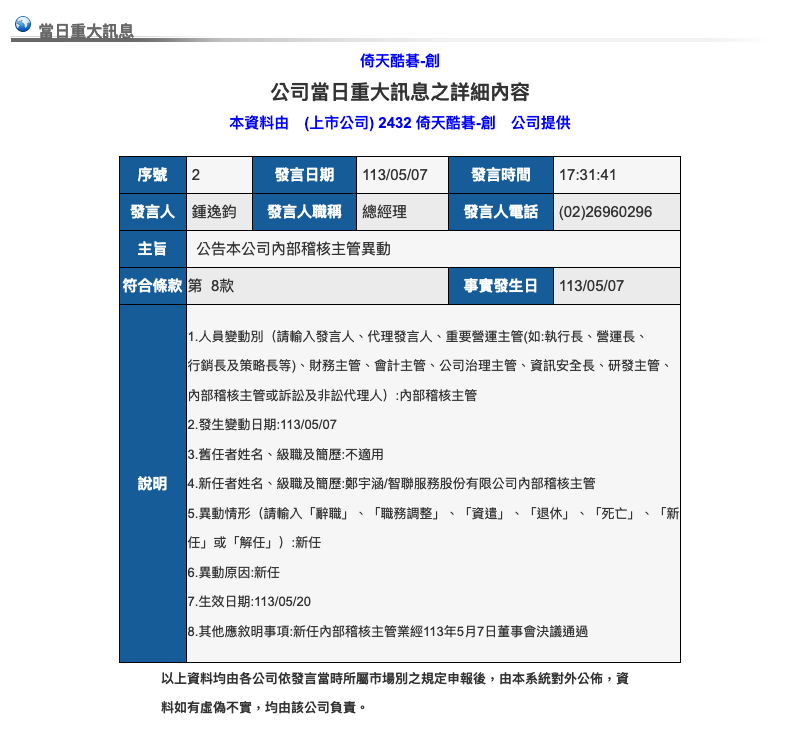 當日重大訊息
倚天酷碁-創
公司當日重大訊息之詳細內容
本資料由　(上市公司) 2432 倚天酷碁-創　公司提供
序號 2 發言日期 113/05/07 發言時間 17:31:41
發言人 鍾逸鈞 發言人職稱 總經理 發言人電話 (02)26960296
主旨 公告本公司內部稽核主管異動
符合條款 第 8款 事實發生日 113/05/07
說明
1.人員變動別（請輸入發言人、代理發言人、重要營運主管(如:執行長、營運長、
行銷長及策略長等)、財務主管、會計主管、公司治理主管、資訊安全長、研發主管、
內部稽核主管或訴訟及非訟代理人）:內部稽核主管
2.發生變動日期:113/05/07
3.舊任者姓名、級職及簡歷:不適用
4.新任者姓名、級職及簡歷:鄭宇涵/智聯服務股份有限公司內部稽核主管
5.異動情形（請輸入「辭職」、「職務調整」、「資遣」、「退休」、「死亡」、「新
任」或「解任」）:新任
6.異動原因:新任
7.生效日期:113/05/20
8.其他應敘明事項:新任內部稽核主管業經113年5月7日董事會決議通過
以上資料均由各公司依發言當時所屬市場別之規定申報後，由本系統對外公佈，資
料如有虛偽不實，均由該公司負責。